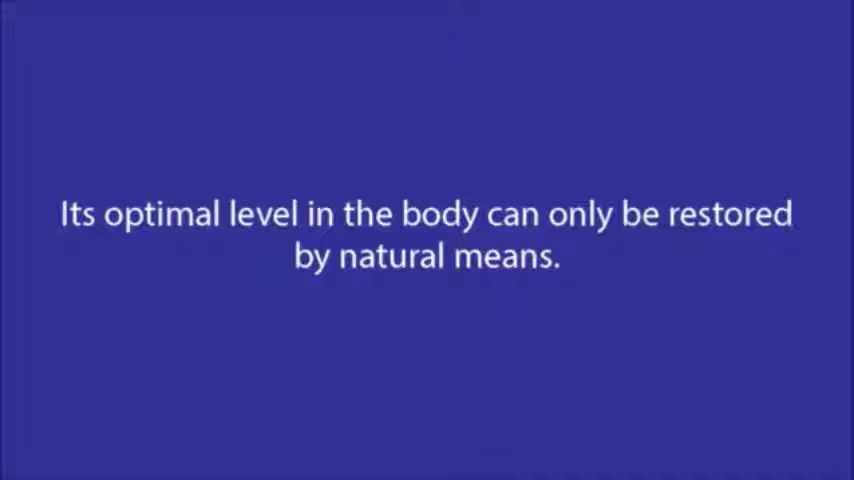 Its optimal level in the body can only be restored
by natural means.